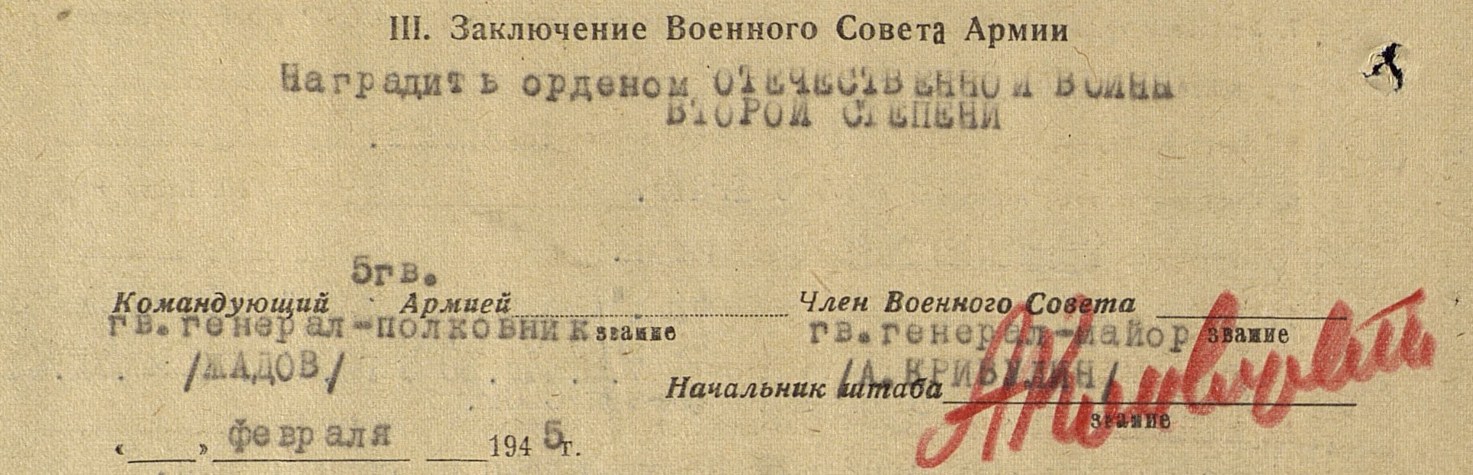 III. Заключение Военного Совета Армии
Наградить орденом ОТЕЧЕСТВЕННОЙ ВОЙНЫ
ВТОРОЙ СТЕПЕНИ
5гв.
Командующий Армией Член Военного Совета
гв.генерал-полковник звание гв.генерал-майор звание
/ЖАДОВ/ /А.КРИВУЛИН/
Начальник штаба
звание
« » февраля 1945г.